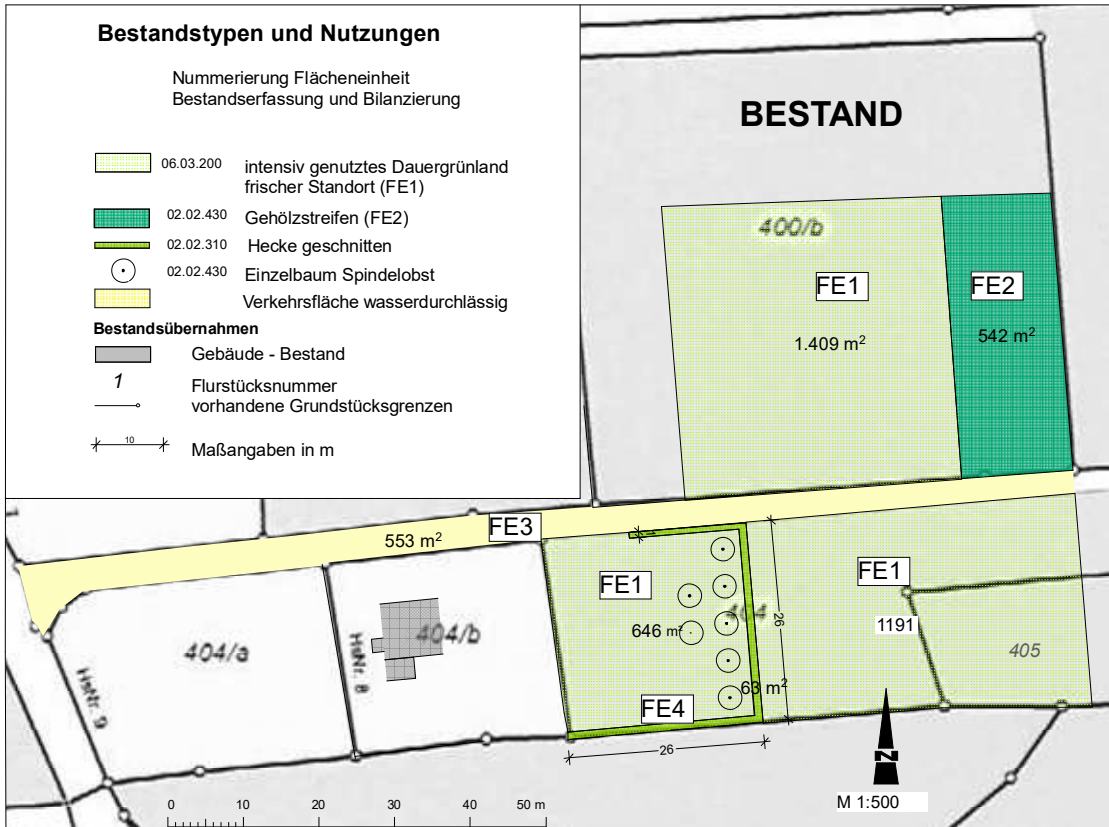 Bestandstypen und Nutzungen
Nummerierung Flächeneinheit
Bestandserfassung und Bilanzierung
06.03.200 intensiv genutztes Dauergrünland
frischer Standort (FE1)
02.02.430 Gehölzstreifen (FE2)
02.02.310 Hecke geschnitten
02.02.430 Einzelbaum Spindelobst
Verkehrsfläche wasserdurchlässig
Bestandsübernahmen
Gebäude - Bestand
1 Flurstücksnummer
vorhandene Grundstücksgrenzen
10 Maßangaben in m
BESTAND
400/b
FE1
FE2
1.409 m²
542 m²
FE3
553 m²
FE1
FE1
404
646 m²
26
1191
405
404/a
404/b
HsNr. 9
HsNr. 8
63 m²
FE4
26
N
0 10 20 30 40 50 m
M 1:500